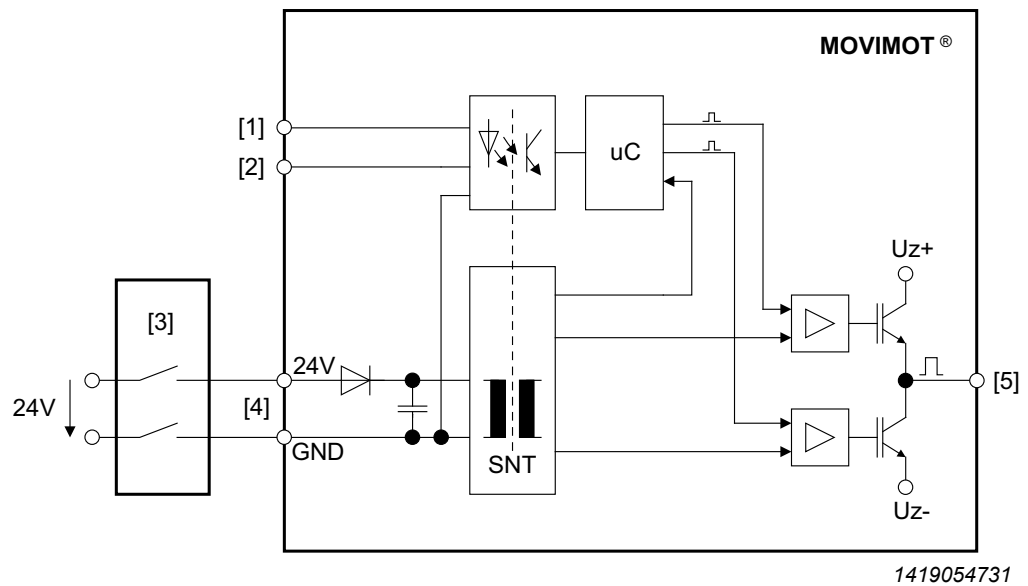 MOVIMOT ®
[1]
[2]
uC
Uz+
[3]
24V
24V
[4]
[5]
GND
SNT
Uz-
1419054731